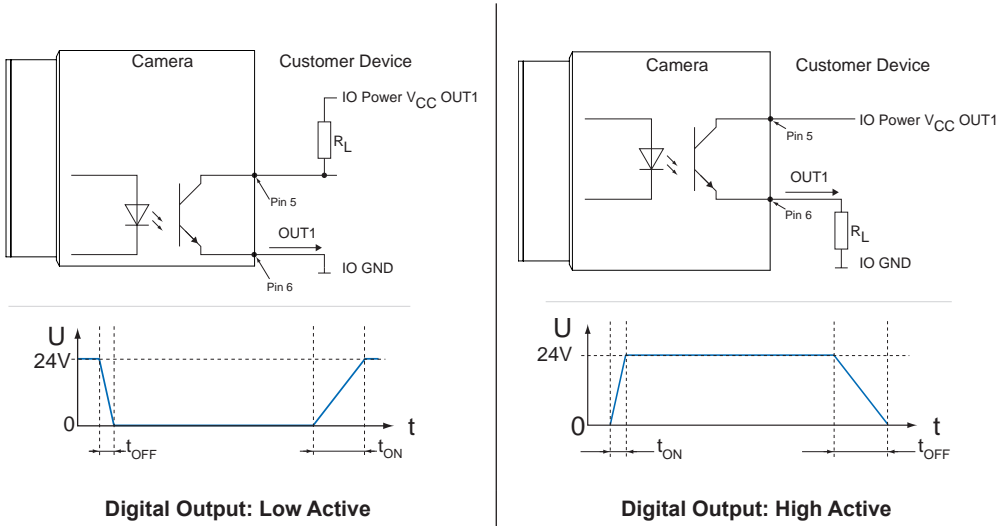 Camera
Customer Device
IO Power VCC OUT1
RL
Pin 5
OUT1
IO GND
Pin 6
U
24V
0
t
tOFF
tON
Digital Output: Low Active
Camera
Customer Device
IO Power VCC OUT1
Pin 5
OUT1
Pin 6
RL
IO GND
U
24V
0
t
tON
tOFF
Digital Output: High Active